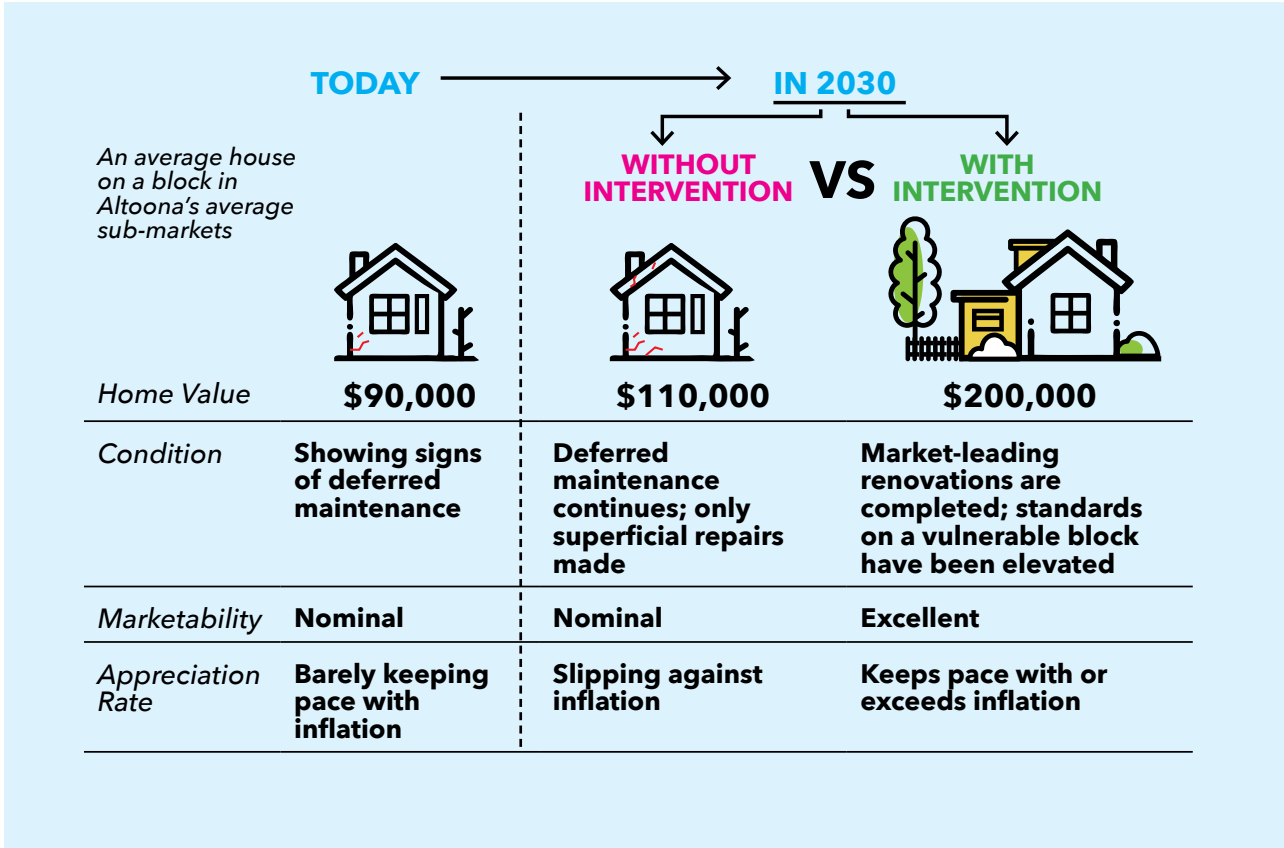 TODAY
IN 2030
An average house
on a block in
Altoona's average
sub-markets
WITHOUT
INTERVENTION
VS
WITH
INTERVENTION
Home Value
$90,000
$110,000
$200,000
Condition
Showing signs
of deferred
maintenance
Deferred
maintenance
continues; only
superficial repairs
made
Market-leading
renovations are
completed; standards
on a vulnerable block
have been elevated
Marketability
Nominal
Nominal
Excellent
Appreciation
Rate
Barely keeping
pace with
inflation
Slipping against
inflation
Keeps pace with or
exceeds inflation